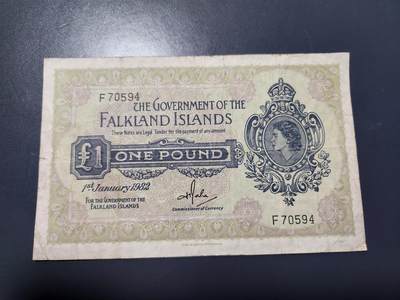 F 70594
THE GOVERNMENT OF THE
FALKLAND ISLANDS
These Notes are Legal Tender for the payment of any amount
£1 ONE POUND
1st January 1982
FOR THE GOVERNMENT OF THE
FALKLAND ISLANDS
Commissioner of Currency
F 70594